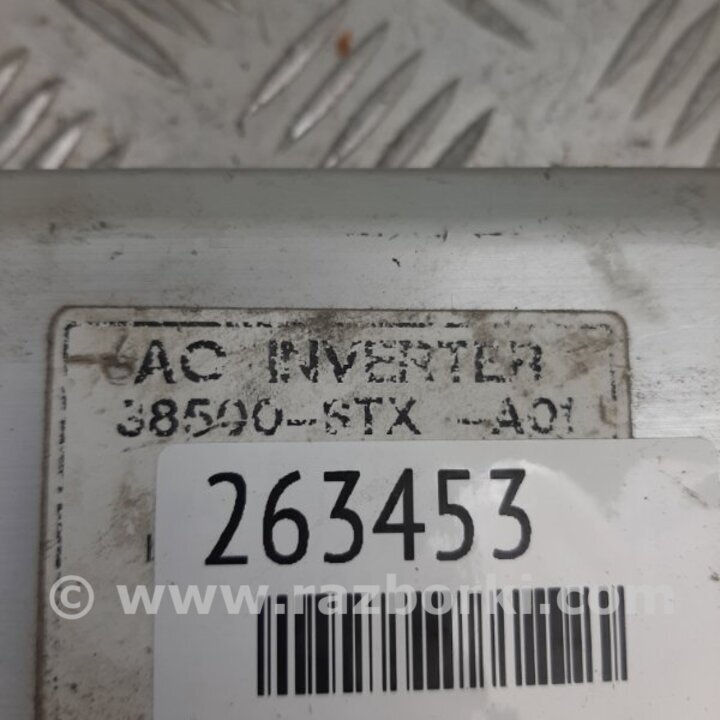 AC INVERTER
38500-STX -A01
263453
© www.razborki.com